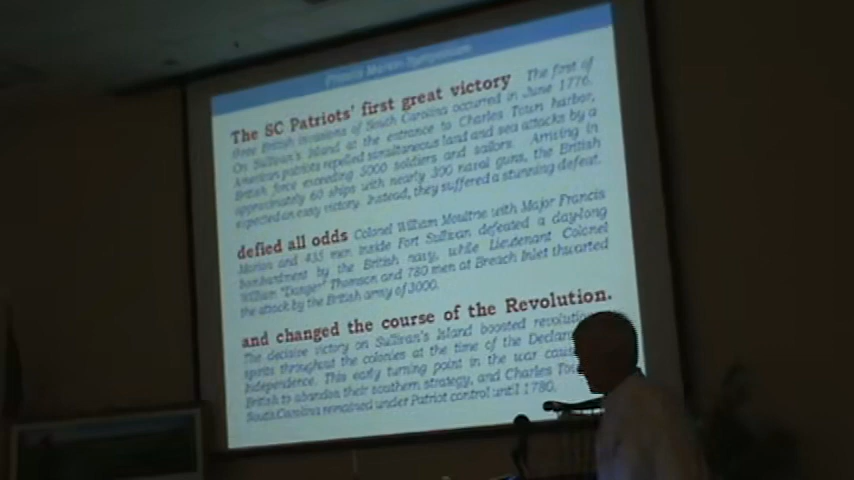 Francis Marion Symposium
The SC Patriots' first great victory The first of
three British invasions of South Carolina occurred in June 1776.
On Sullivan's Island at the entrance to Charles Town harbor,
American patriots repelled simultaneous land and sea attacks by a
British force exceeding 5000 soldiers and sailors. Arriving in
approximately 60 ships with nearly 300 naval guns, the British
expected an easy victory. Instead, they suffered a stunning defeat.
defied all odds Colonel William Moultrie with Major Francis
Marion and 435 men inside Fort Sullivan defeated a day-long
bombardment by the British navy, while Lieutenant Colonel
William "Danger" Thomson and 780 men at Breach Inlet thwarted
the attack by the British array of 3000.
and changed the course of the Revolution.
The decisive victory on Sullivan's Island boosted
spirits throughout the colonies at the time of the
Independence. This early turning point in the war
British to abandon their southern strategy, and Charles
South Carolina remained under Patriot control until 1780.